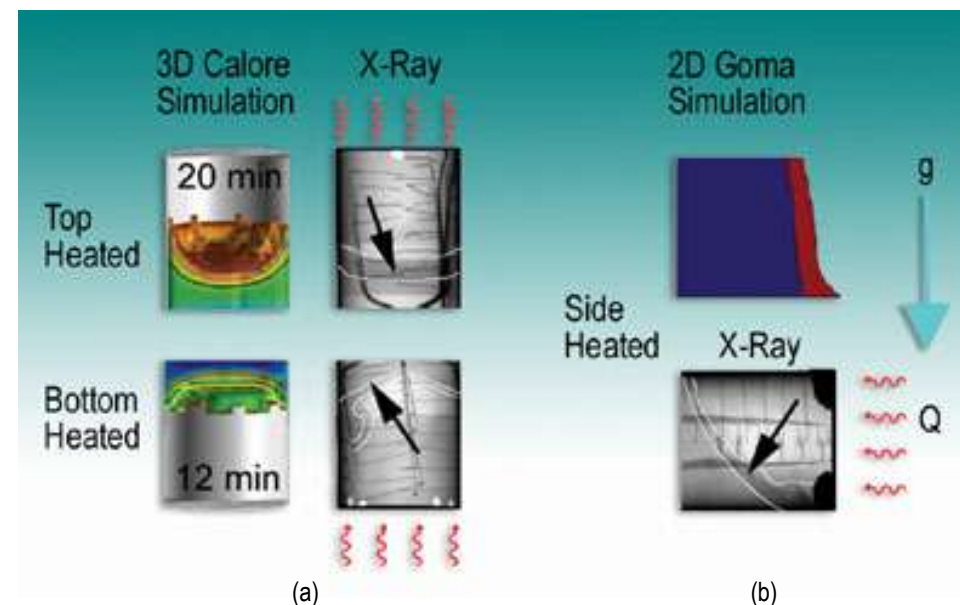 3D Calore
Simulation
X-Ray
20 min
Top
Heated
Bottom
Heated
12 min
(a)
2D Goma
Simulation
g
Side
Heated
X-Ray
Q
(b)